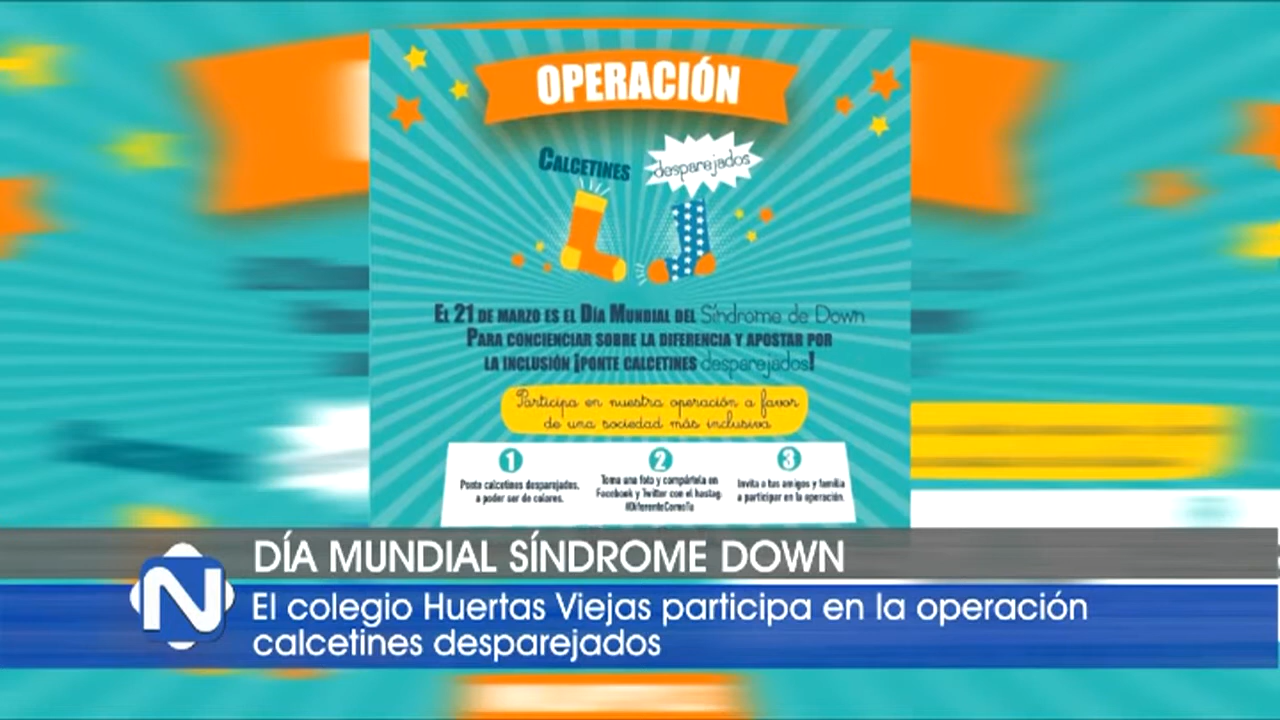 OPERACIÓN
CALCETINES desparejados
EL 21 DE MARZO ES EL DÍA MUNDIAL DEL Síndrome de Down
PARA CONCIENCIAR SOBRE LA DIFERENCIA Y APOSTAR POR
LA INCLUSIÓN ¡PONTE CALCETINES desparejados!
Participa en nuestra operación a favor
de una sociedad más inclusiva
1 2 3
Ponte calcetines desparejados,
a poder ser de colores.
Toma una foto y compártela en
Facebook y Twitter con el hastag
#DiferenteComoTu
Invita a tus amigos y familia
a participar en la operación.
DÍA MUNDIAL SÍNDROME DOWN
N
El colegio Huertas Viejas participa en la operación
calcetines desparejados